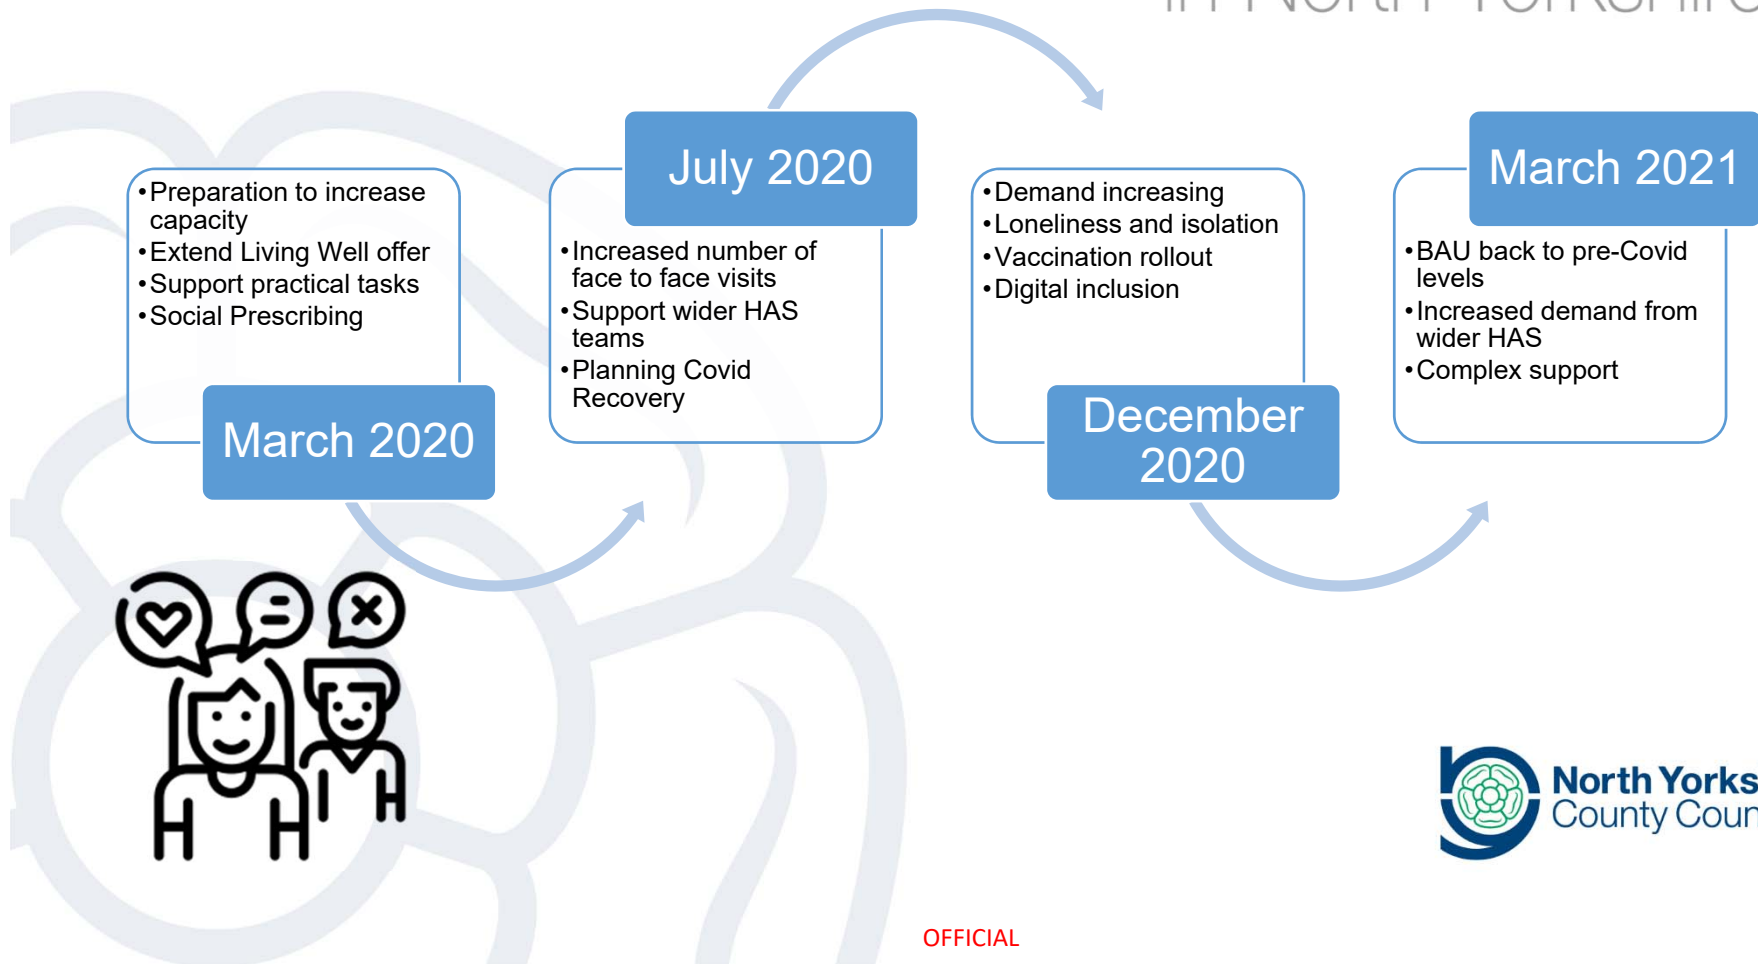 •Preparation to increase
capacity
•Extend Living Well offer
•Support practical tasks
•Social Prescribing
March 2020
July 2020
•Increased number of
face to face visits
•Support wider HAS
teams
•Planning Covid
Recovery
•Demand increasing
•Loneliness and isolation
•Vaccination rollout
•Digital inclusion
December
2020
March 2021
•BAU back to pre-Covid
levels
•Increased demand from
wider HAS
•Complex support
North Yorks
County Coun
OFFICIAL